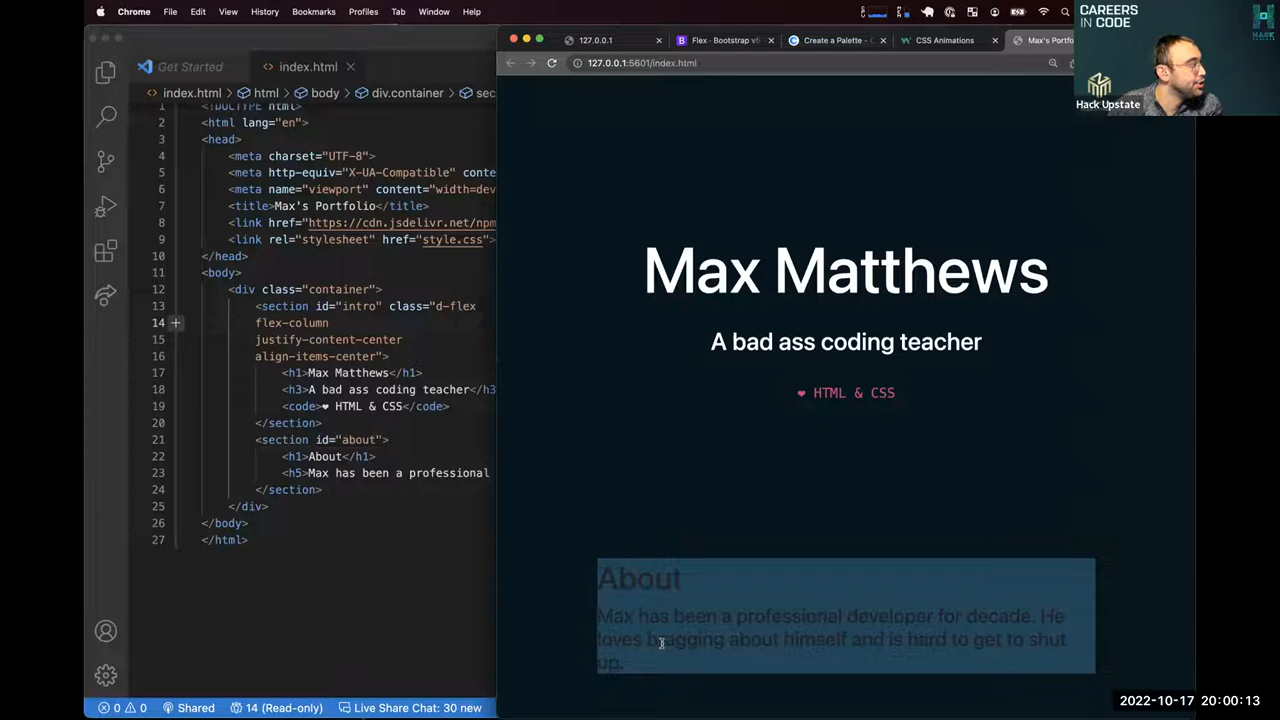 Chrome File Edit View History Bookmarks Profiles Tab Window Help
CAREERS
IN CODE
HACK
Hack Upstate
Get Started
index.html
index.html > html > body > div.container > sec
1 <!DOCTYPE html>
2 <html lang="en">
3 <head>
4 <meta charset="UTF-8">
5 <meta http-equiv="X-UA-Compatible" conte
6 <meta name="viewport" content="width=dev
7 <title>Max's Portfolio</title>
8 <link href="https://cdn.jsdelivr.net/npm
9 <link rel="stylesheet" href="style.css">
10 </head>
11 <body>
12 <div class="container">
13 <section id="intro" class="d-flex
14 flex-column
15 justify-content-center
16 align-items-center">
17 <h1>Max Matthews</h1>
18 <h3>A bad ass coding teacher</h3
19 <code>❤ HTML & CSS</code>
20 </section>
21 <section id="about">
22 <h1>About</h1>
23 <h5>Max has been a professional
24 </section>
25 </div>
26 </body>
27 </html>
0 0 Shared 14 (Read-only) Live Share Chat: 30 new
127.0.0.1
Flex · Bootstrap v5
Create a Palette - C
CSS Animations
Max's Portfo
127.0.0.1:5601/index.html
Max Matthews
A bad ass coding teacher
❤ HTML & CSS
About
Max has been a professional developer for decade. He
loves bragging about himself and is hard to get to shut
up.
2022-10-17 20:00:13